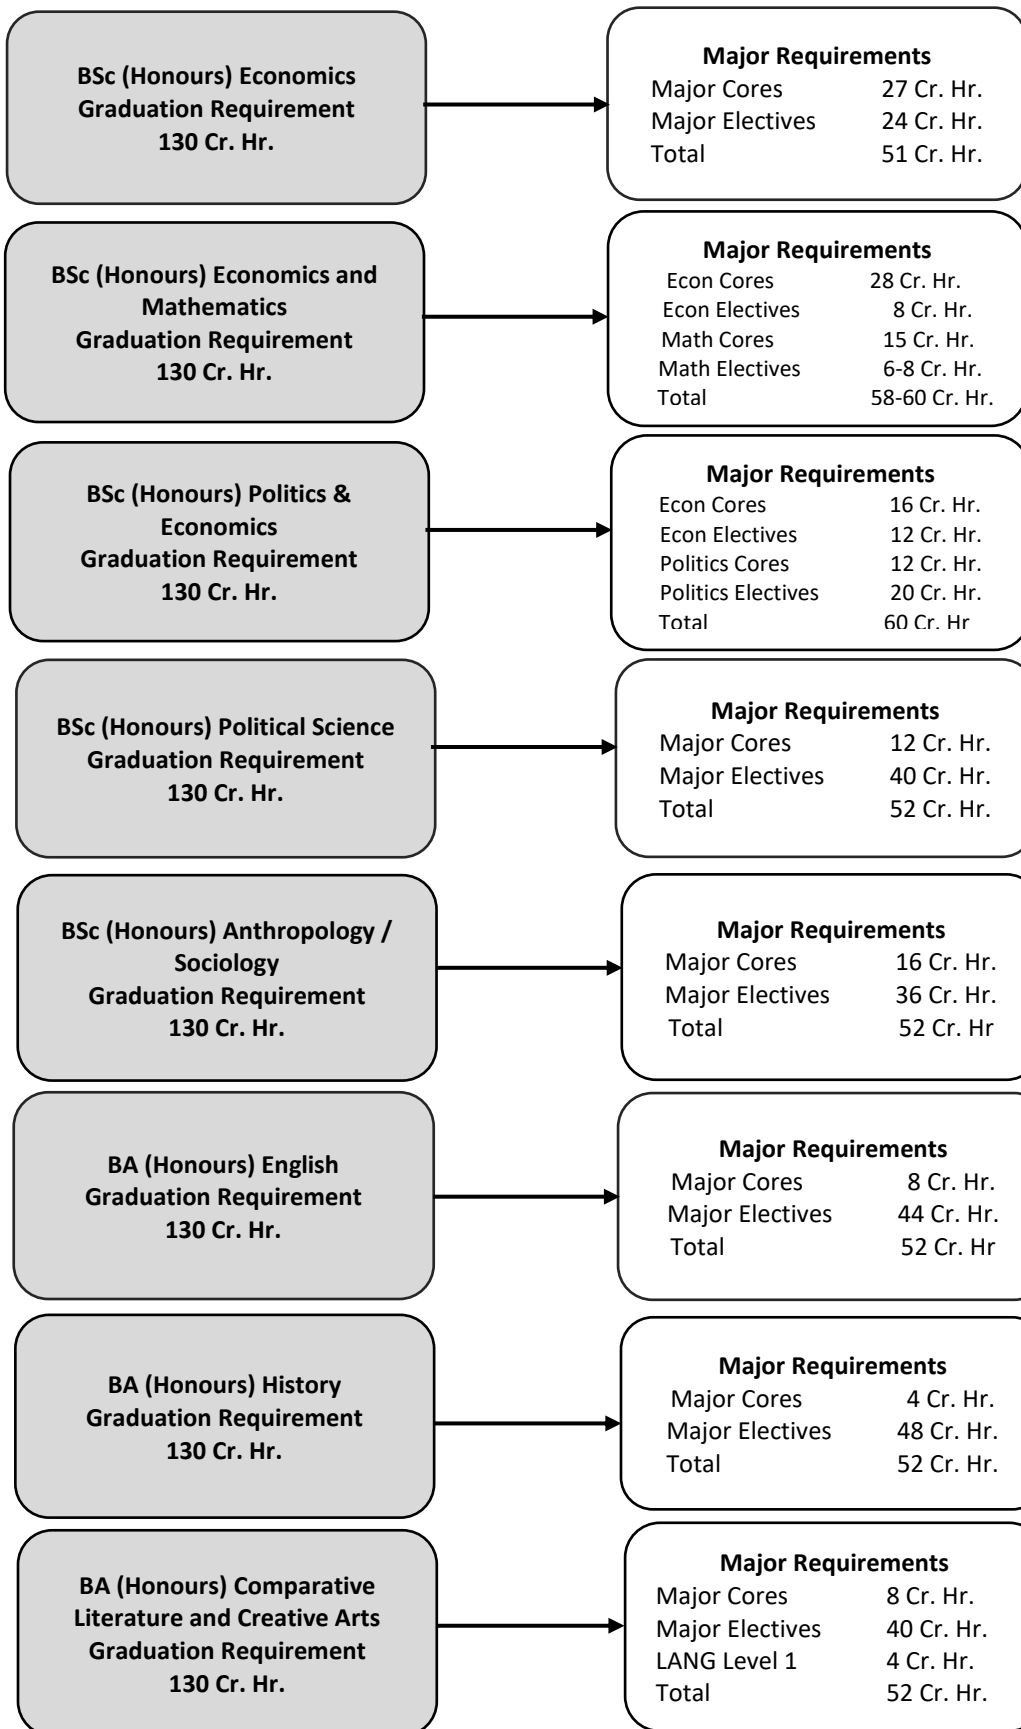 BSc (Honours) Economics
Graduation Requirement
130 Cr. Hr.
Major Requirements
Major Cores 27 Cr. Hr.
Major Electives 24 Cr. Hr.
Total 51 Cr. Hr.
BSc (Honours) Economics and
Mathematics
Graduation Requirement
130 Cr. Hr.
Major Requirements
Econ Cores 28 Cr. Hr.
Econ Electives 8 Cr. Hr.
Math Cores 15 Cr. Hr.
Math Electives 6-8 Cr. Hr.
Total 58-60 Cr. Hr.
BSc (Honours) Politics &
Economics
Graduation Requirement
130 Cr. Hr.
Major Requirements
Econ Cores 16 Cr. Hr.
Econ Electives 12 Cr. Hr.
Politics Cores 12 Cr. Hr.
Politics Electives 20 Cr. Hr.
Total 60 Cr. Hr
BSc (Honours) Political Science
Graduation Requirement
130 Cr. Hr.
Major Requirements
Major Cores 12 Cr. Hr.
Major Electives 40 Cr. Hr.
Total 52 Cr. Hr.
BSc (Honours) Anthropology /
Sociology
Graduation Requirement
130 Cr. Hr.
Major Requirements
Major Cores 16 Cr. Hr.
Major Electives 36 Cr. Hr.
Total 52 Cr. Hr
BA (Honours) English
Graduation Requirement
130 Cr. Hr.
Major Requirements
Major Cores 8 Cr. Hr.
Major Electives 44 Cr. Hr.
Total 52 Cr. Hr
BA (Honours) History
Graduation Requirement
130 Cr. Hr.
Major Requirements
Major Cores 4 Cr. Hr.
Major Electives 48 Cr. Hr.
Total 52 Cr. Hr.
BA (Honours) Comparative
Literature and Creative Arts
Graduation Requirement
130 Cr. Hr.
Major Requirements
Major Cores 8 Cr. Hr.
Major Electives 40 Cr. Hr.
LANG Level 1 4 Cr. Hr.
Total 52 Cr. Hr.